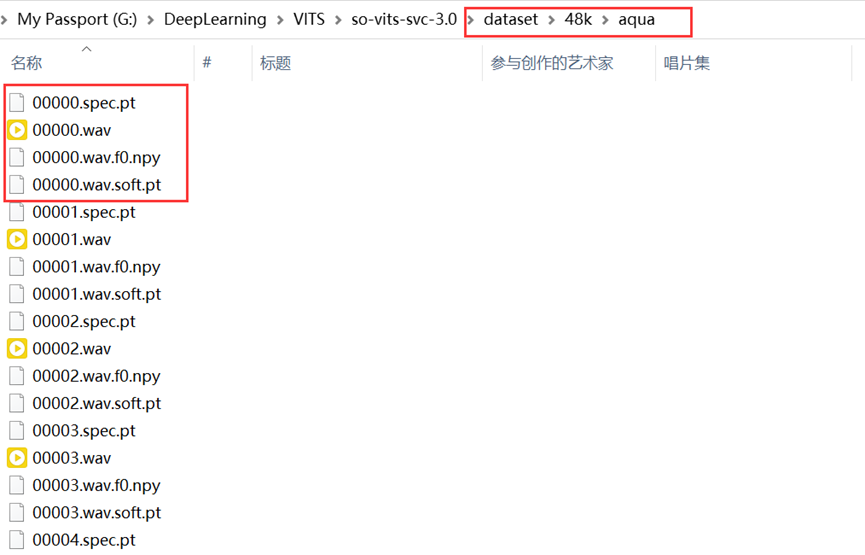 My Passport (G:) > DeepLearning > VITS > so-vits-svc-3.0 > dataset > 48k > aqua
名称 # 标题 参与创作的艺术家 唱片集
00000.spec.pt
00000.wav
00000.wav.f0.npy
00000.wav.soft.pt
00001.spec.pt
00001.wav
00001.wav.f0.npy
00001.wav.soft.pt
00002.spec.pt
00002.wav
00002.wav.f0.npy
00002.wav.soft.pt
00003.spec.pt
00003.wav
00003.wav.f0.npy
00003.wav.soft.pt
00004.spec.pt